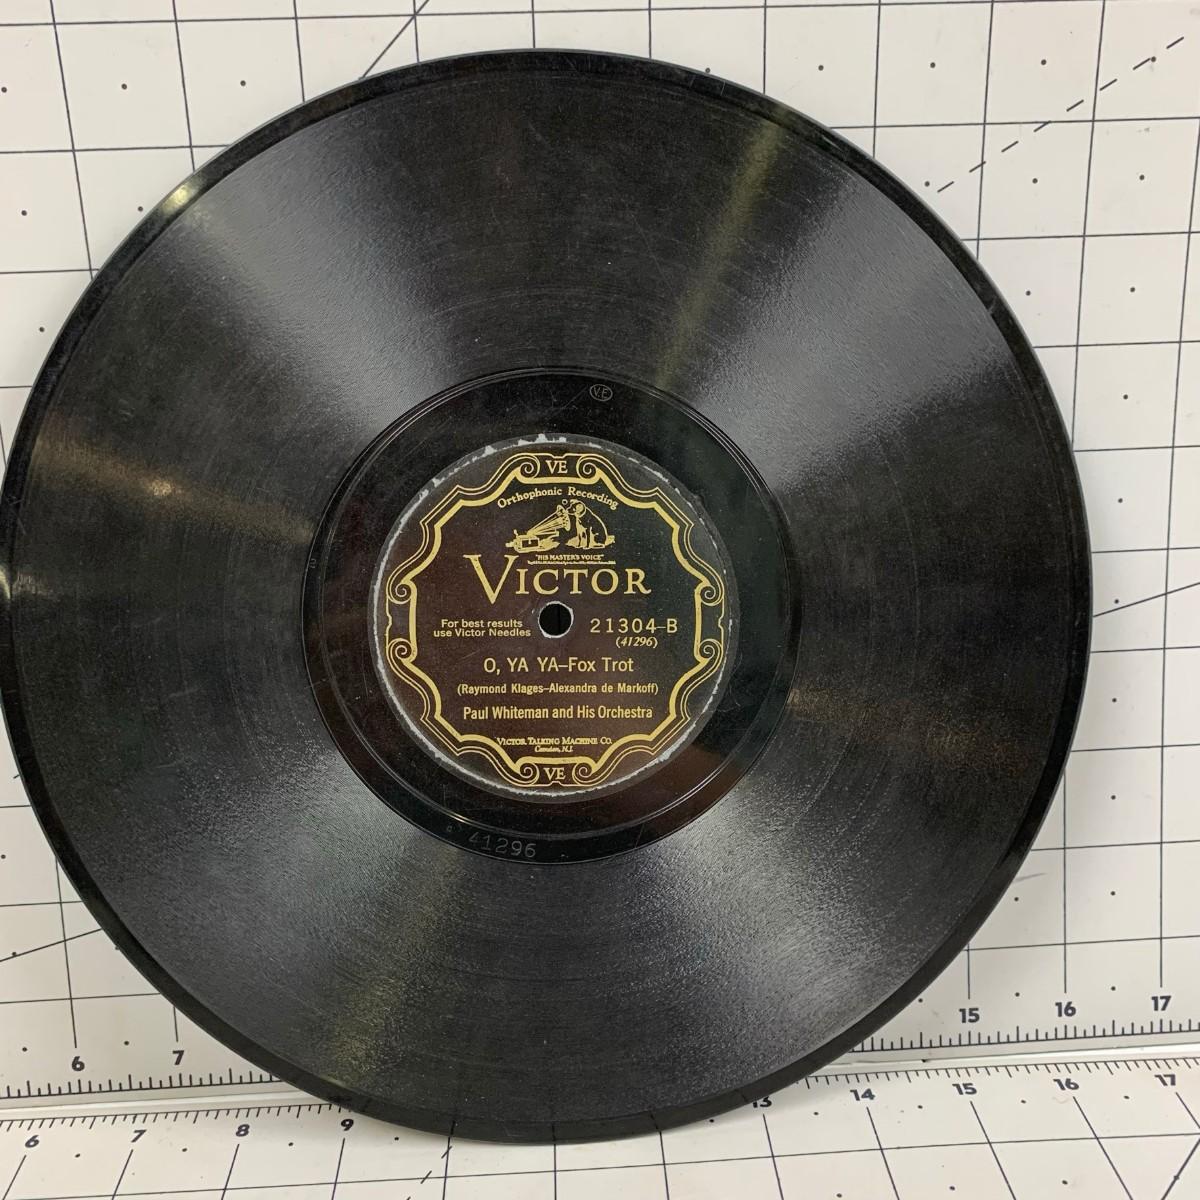 V.E
VE
Orthophonic Recording
"HIS MASTER'S VOICE"
VICTOR
For best results
use Victor Needles
21304-B
(41296)
O, YA YA–Fox Trot
(Raymond Klages–Alexandra de Markoff)
Paul Whiteman and His Orchestra
VICTOR TALKING MACHINE CO.
Camden, N.J.
VE
41296
15 16 17
6 7
13 14 15 16 17
6 7 8 9